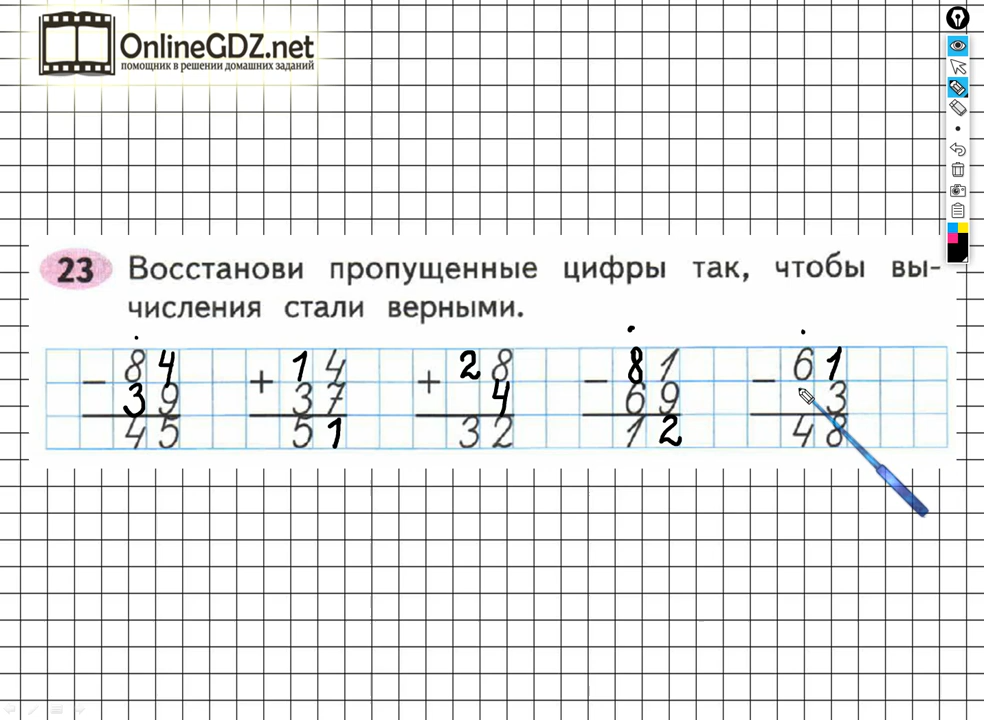 OnlineGDZ.net
помощник в решении домашних заданий
23 Восстанови пропущенные цифры так, чтобы вы-
числения стали верными.
− 84 + 14 + 28 − 81 − 61
39 37 4 69 3
45 51 32 12 48